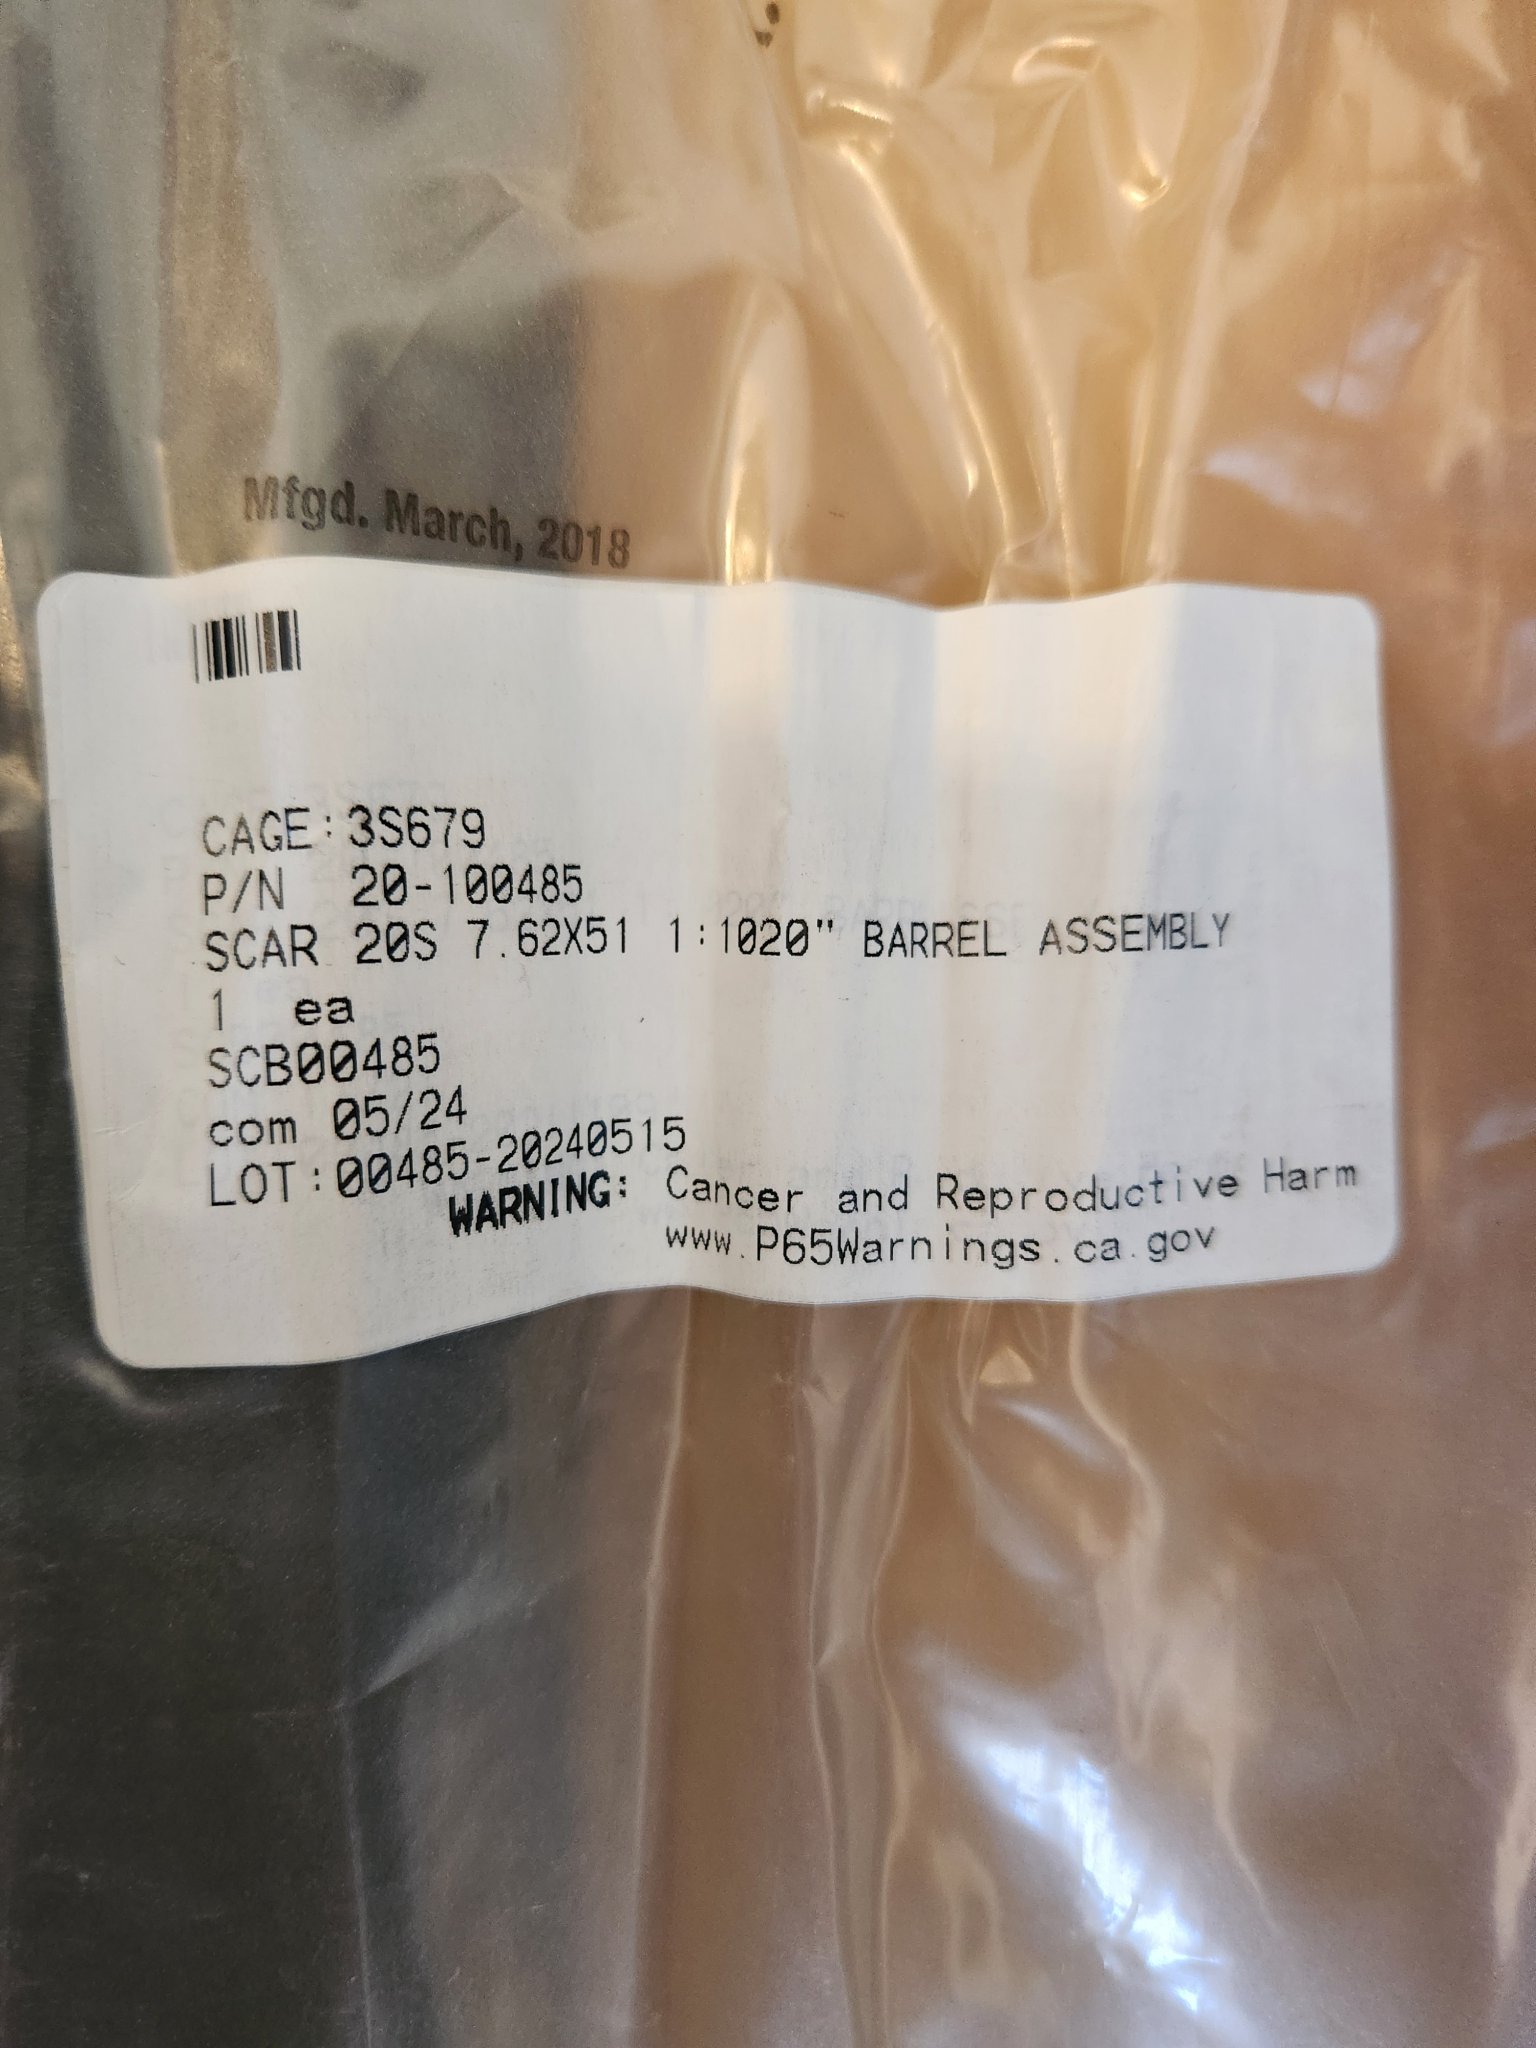 Mfgd. March, 2018
CAGE: 3S679
P/N 20-100485
SCAR 20S 7.62X51 1:1020" BARREL ASSEMBLY
1 ea
SCB00485
com 05/24
LOT: 00485-20240515
WARNING: Cancer and Reproductive Harm
www.P65Warnings.ca.gov